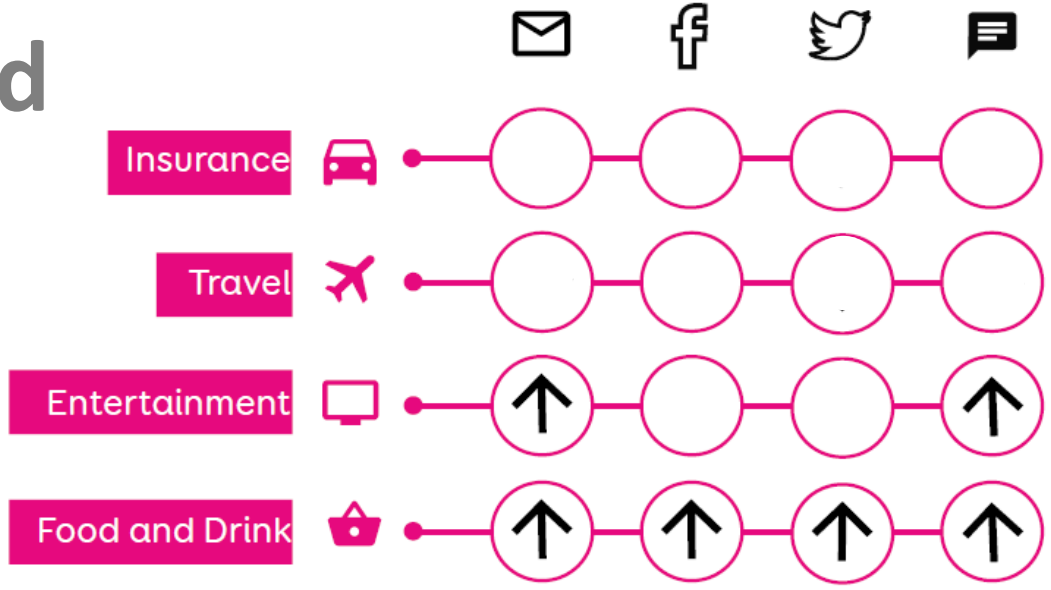 d
Insurance
Travel
Entertainment
Food and Drink